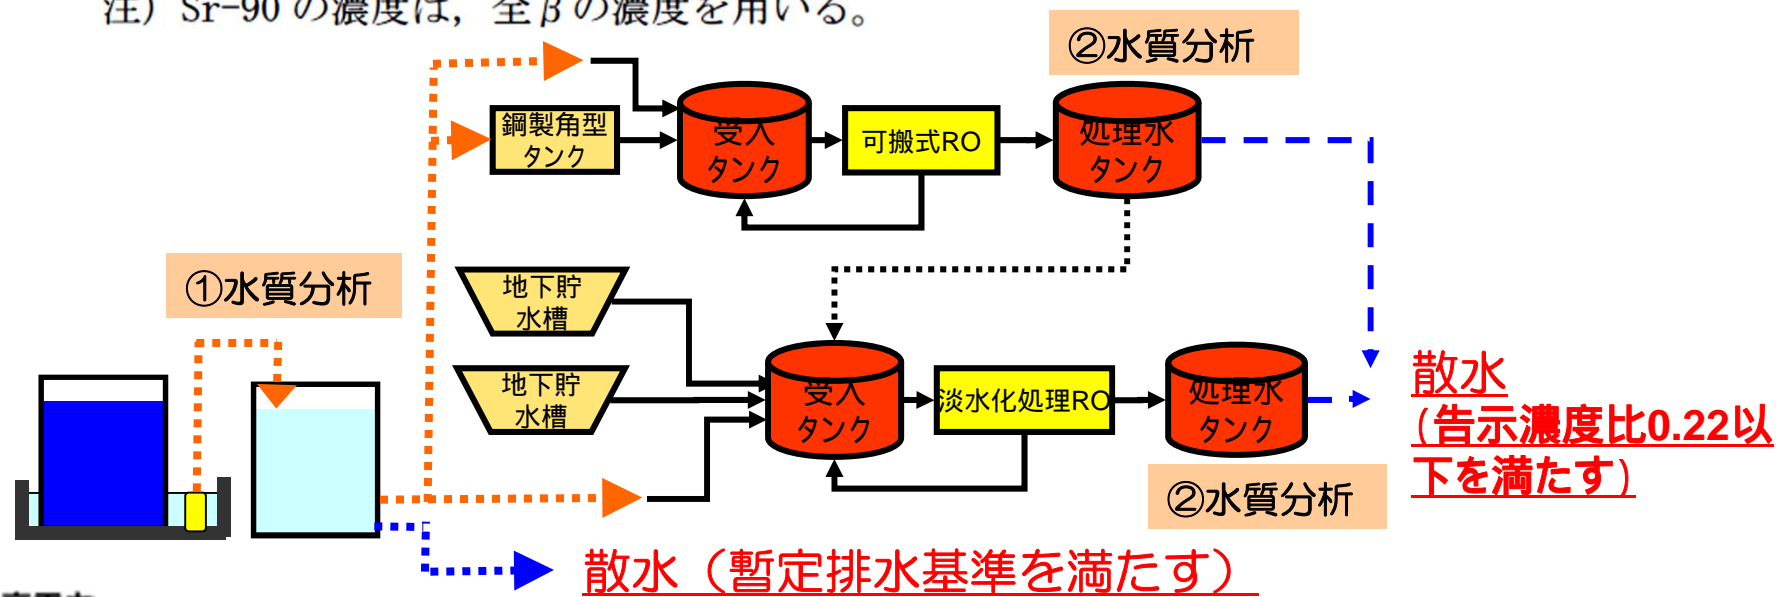 注）Sr-90 の濃度は，全βの濃度を用いる。
②水質分析
鋼製角型
タンク
受入
タンク
可搬式RO
処理水
タンク
①水質分析
地下貯
水槽
地下貯
水槽
受入
タンク
淡水化処理RO
処理水
タンク
散水
（告示濃度比0.22以
下を満たす）
②水質分析
散水（暫定排水基準を満たす）